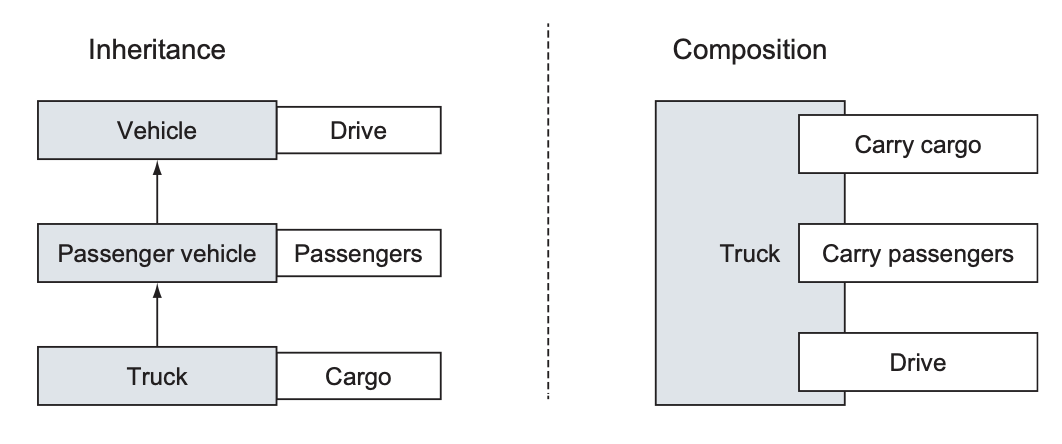 Inheritance
Vehicle
Drive
Passenger vehicle
Passengers
Truck
Cargo
Composition
Truck
Carry cargo
Carry passengers
Drive